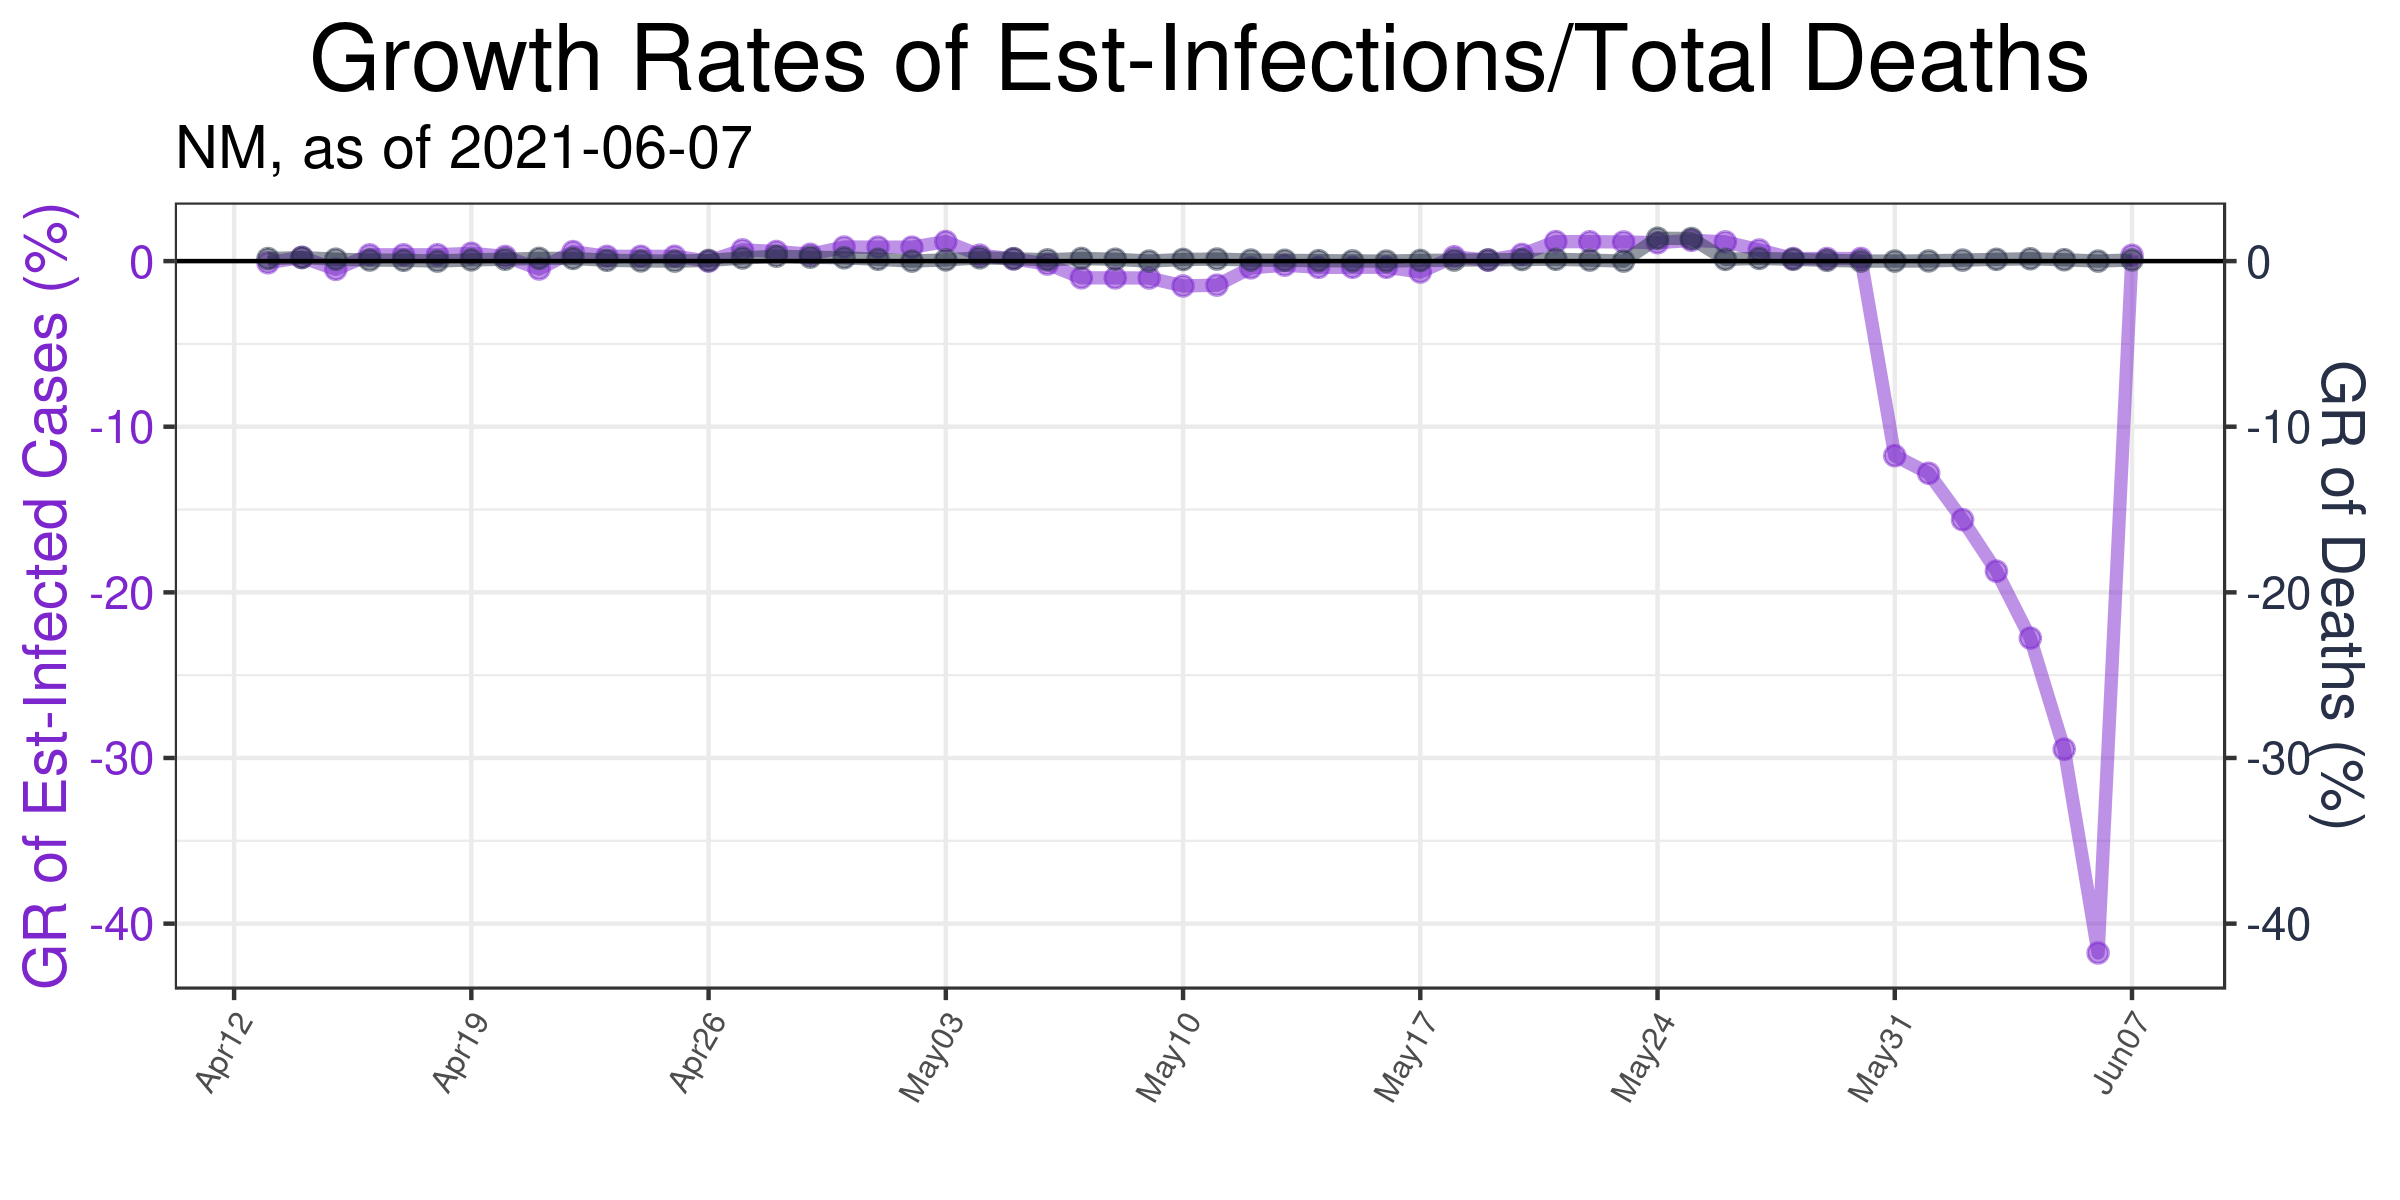 Growth Rates of Est-Infections/Total Deaths
NM, as of 2021-06-07
GR of Est-Infected Cases (%)
0
-10
-20
-30
-40
0
-10
-20
-30
-40
GR of Deaths (%)
Apr12
Apr19
Apr26
May03
May10
May17
May24
May31
Jun07